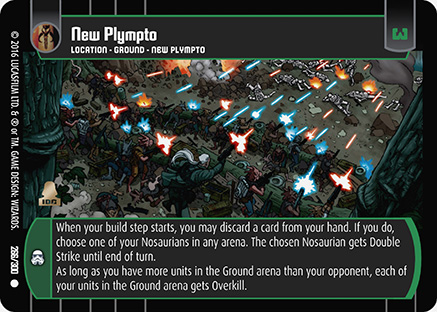 New Plympto
LOCATION - GROUND - NEW PLYMPTO
When your build step starts, you may discard a card from your hand. If you do,
choose one of your Nosaurians in any arena. The chosen Nosaurian gets Double
Strike until end of turn.
As long as you have more units in the Ground arena than your opponent, each of
your units in the Ground arena gets Overkill.
© 2016 LUCASFILM LTD. & ® OR TM. GAME DESIGN: WIZARDS.